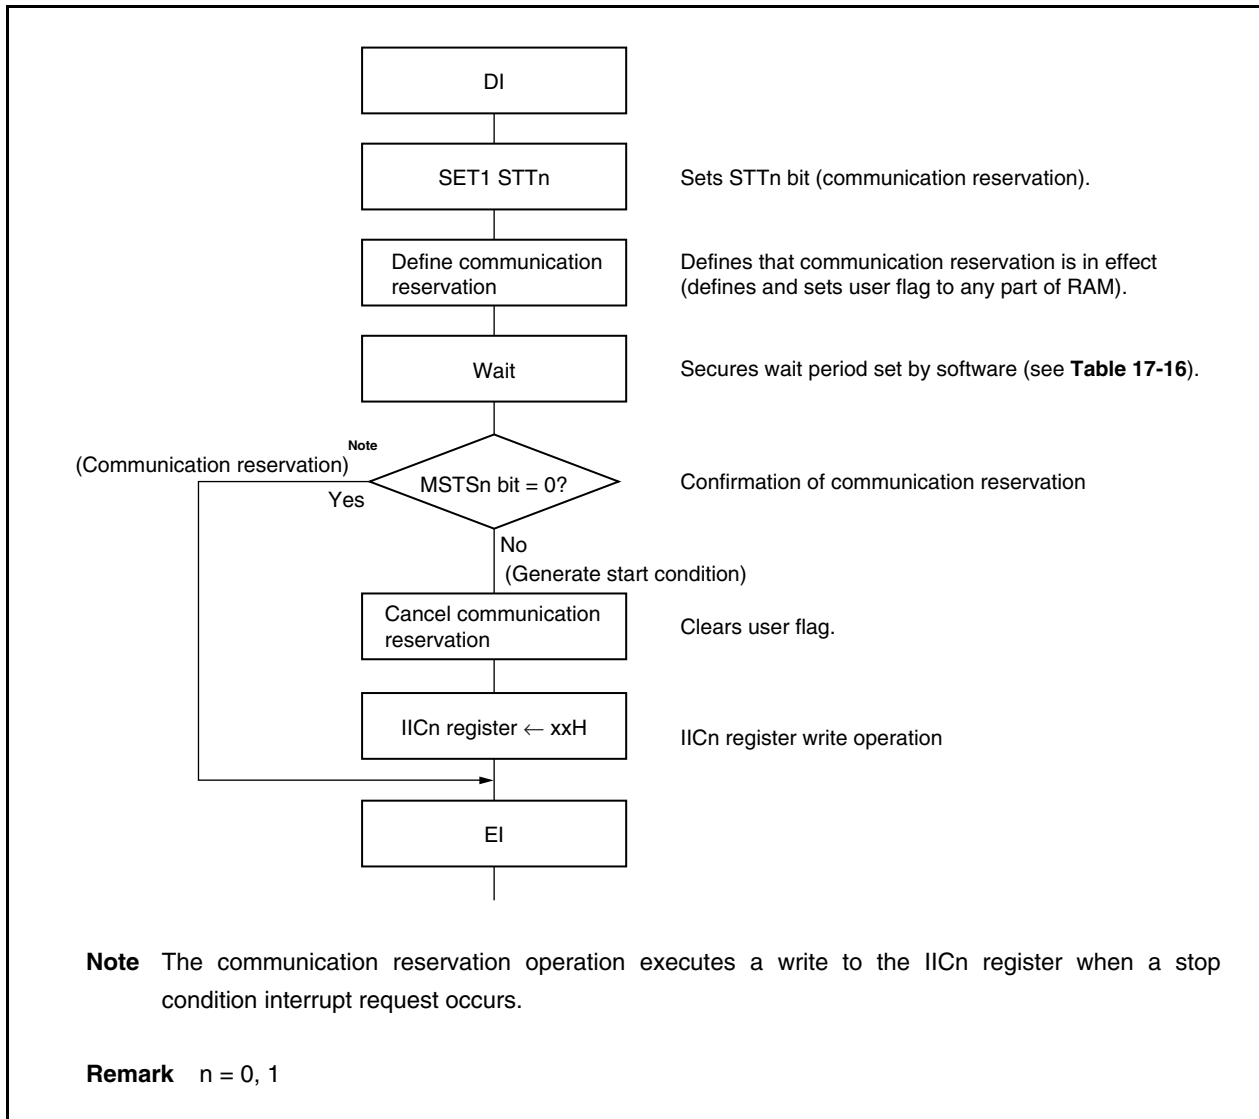 DI
SET1 STTn
Sets STTn bit (communication reservation).
Define communication
reservation
Defines that communication reservation is in effect
(defines and sets user flag to any part of RAM).
Wait
Secures wait period set by software (see Table 17-16).
(Communication reservation) Note
MSTSn bit = 0?
Confirmation of communication reservation
Yes
No
(Generate start condition)
Cancel communication
reservation
Clears user flag.
IICn register ← xxH
IICn register write operation
EI
Note The communication reservation operation executes a write to the IICn register when a stop
condition interrupt request occurs.
Remark n = 0, 1